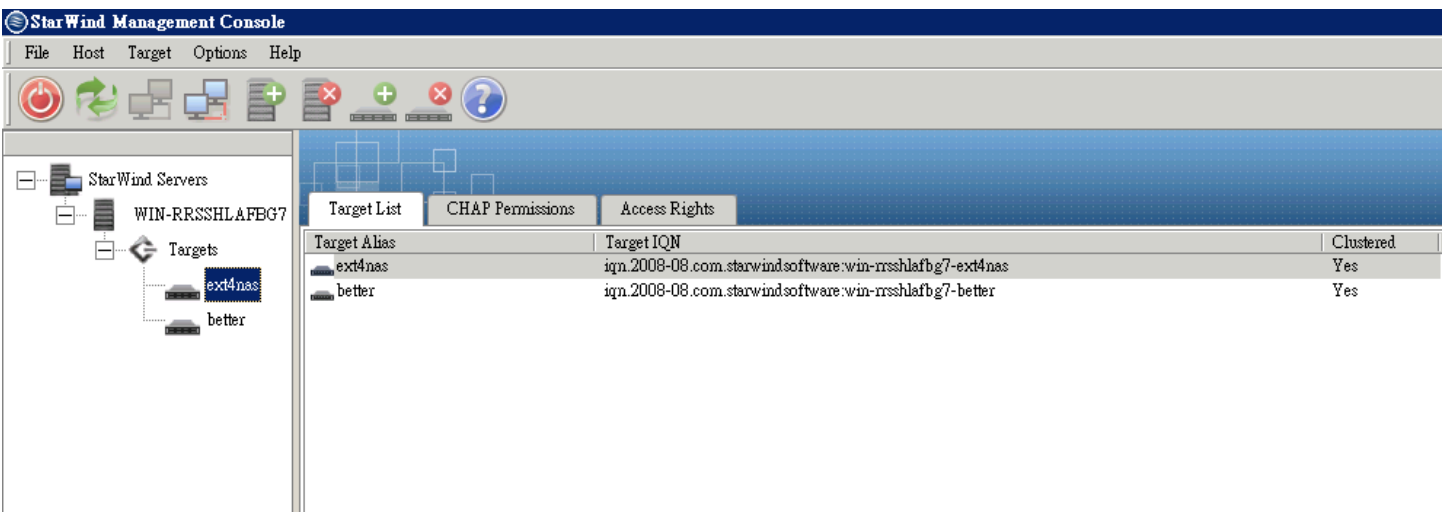 StarWind Management Console
File Host Target Options Help
StarWind Servers
WIN-RRSSHLAFBG7
Targets
ext4nas
better
Target List CHAP Permissions Access Rights
Target Alias Target IQN Clustered
ext4nas iqn.2008-08.com.starwindsoftware:win-rrsshlafbg7-ext4nas Yes
better iqn.2008-08.com.starwindsoftware:win-rrsshlafbg7-better Yes